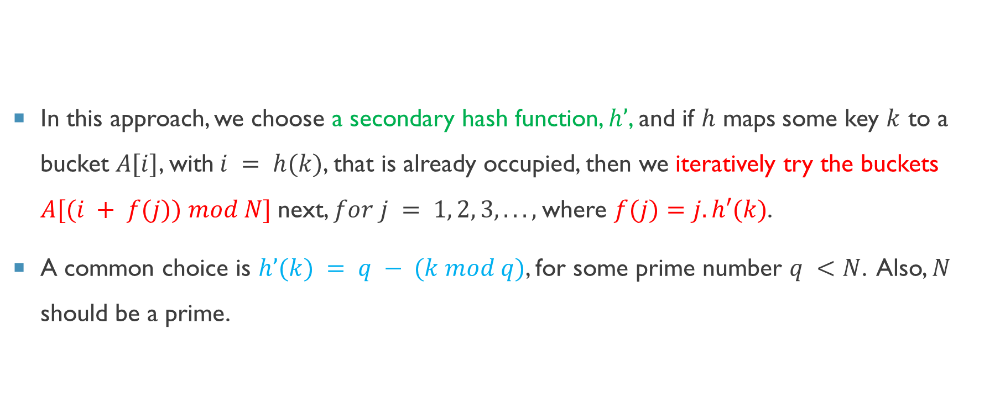 ▪ In this approach, we choose a secondary hash function, ℎ’, and if ℎ maps some key 𝑘 to a
bucket 𝐴[𝑖], with 𝑖 = ℎ(𝑘), that is already occupied, then we iteratively try the buckets
𝐴[(𝑖 + 𝑓(𝑗)) 𝑚𝑜𝑑 𝑁] next, 𝑓𝑜𝑟 𝑗 = 1, 2, 3, . . . , where 𝑓(𝑗) = 𝑗. ℎ′(𝑘).
▪ A common choice is ℎ’(𝑘) = 𝑞 − (𝑘 𝑚𝑜𝑑 𝑞), for some prime number 𝑞 < 𝑁. Also, 𝑁
should be a prime.